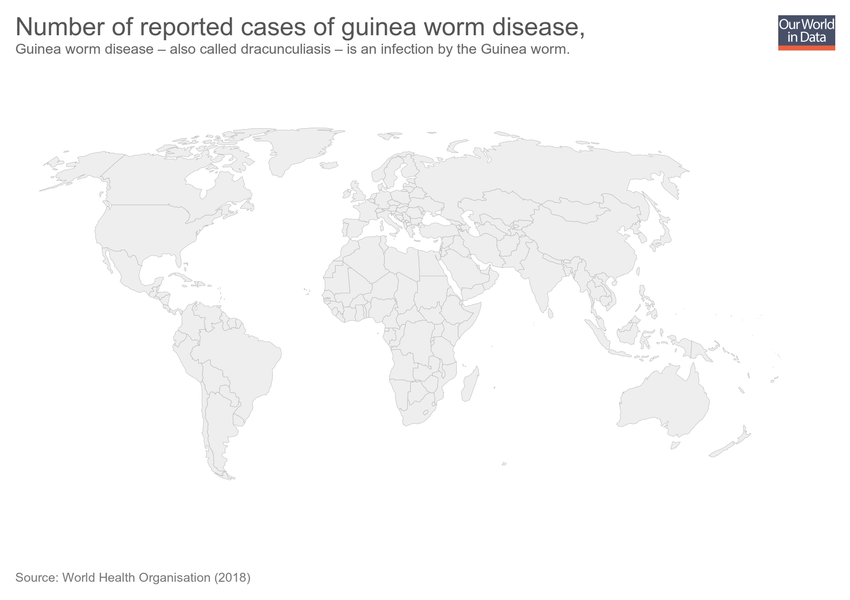 Number of reported cases of guinea worm disease,
Guinea worm disease – also called dracunculiasis – is an infection by the Guinea worm.
Our World
in Data
Source: World Health Organisation (2018)